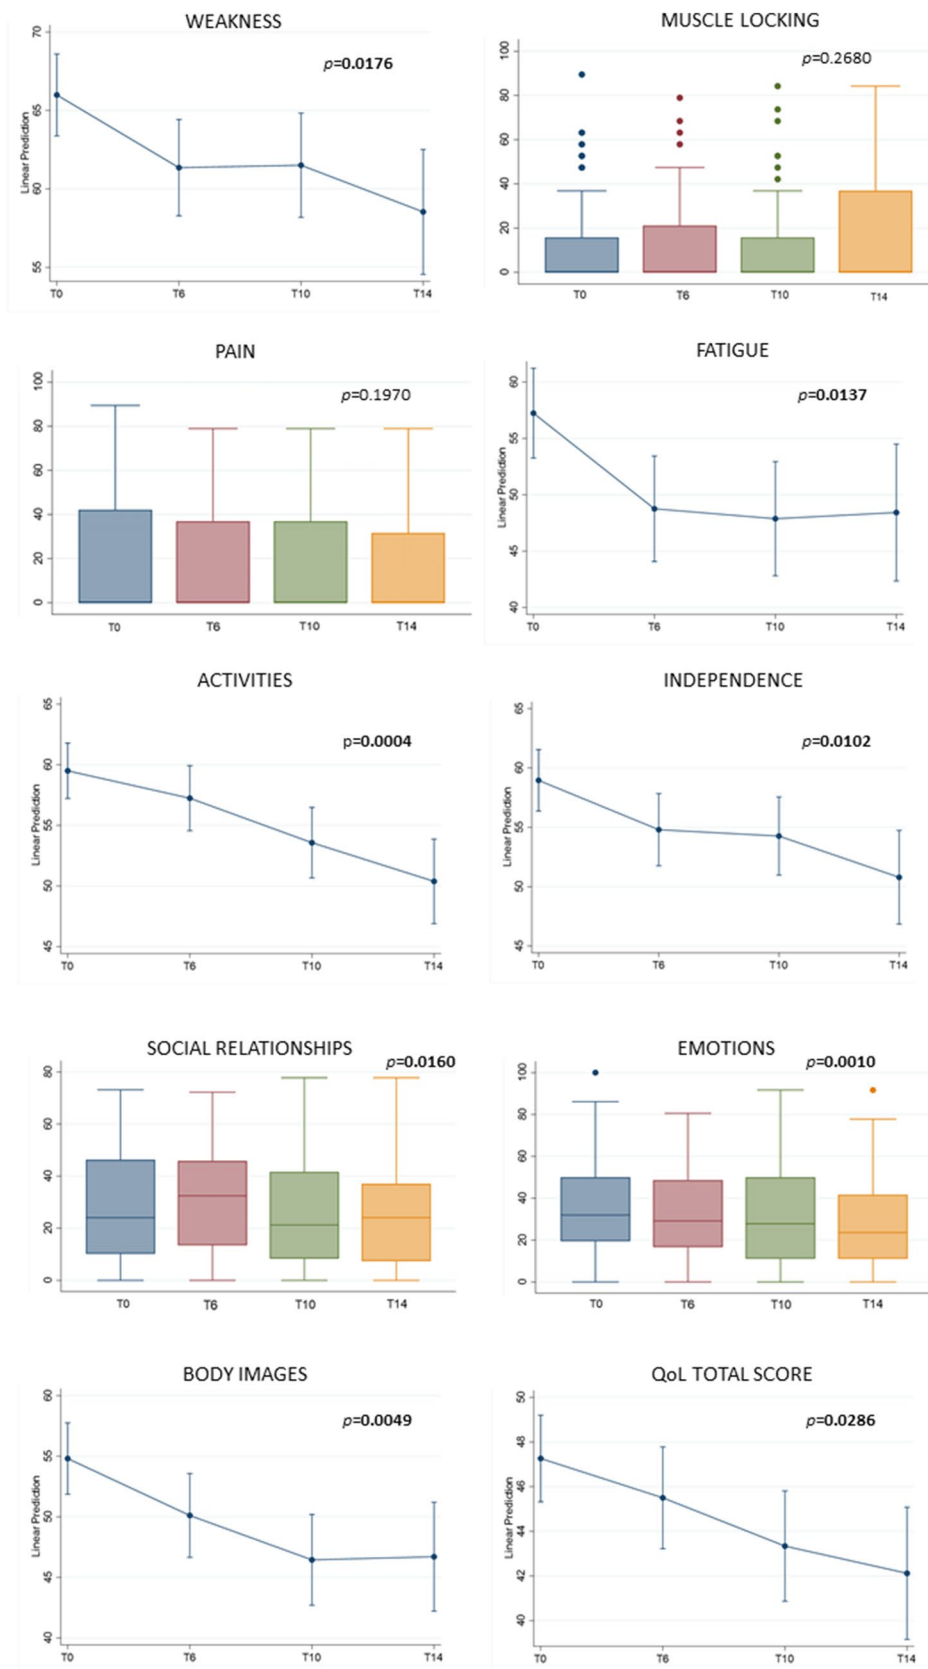 WEAKNESS
p=0.0176
Linear Prediction
70
65
60
55
T0 T6 T10 T14
MUSCLE LOCKING
p=0.2680
100
80
60
40
20
0
T0 T6 T10 T14
PAIN
p=0.1970
100
80
60
40
20
0
T0 T6 T10 T14
FATIGUE
p=0.0137
Linear Prediction
60
55
50
45
40
T0 T6 T10 T14
ACTIVITIES
p=0.0004
Linear Prediction
65
60
55
50
45
T0 T6 T10 T14
INDEPENDENCE
p=0.0102
Linear Prediction
65
60
55
50
45
T0 T6 T10 T14
SOCIAL RELATIONSHIPS
p=0.0160
80
60
40
20
0
T0 T6 T10 T14
EMOTIONS
p=0.0010
100
80
60
40
20
0
T0 T6 T10 T14
BODY IMAGES
p=0.0049
Linear Prediction
60
55
50
45
40
T0 T6 T10 T14
QoL TOTAL SCORE
p=0.0286
Linear Prediction
50
48
46
44
42
40
T0 T6 T10 T14